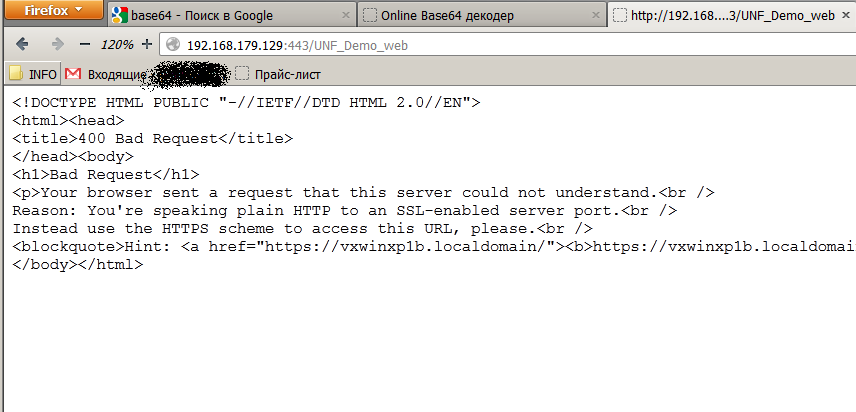 Firefox
base64 - Поиск в Google
Online Base64 декодер
http://192.168....3/UNF_Demo_web
120%
192.168.179.129:443/UNF_Demo_web
INFO
Входящие
Прайс-лист
<!DOCTYPE HTML PUBLIC "-//IETF//DTD HTML 2.0//EN">
<html><head>
<title>400 Bad Request</title>
</head><body>
<h1>Bad Request</h1>
<p>Your browser sent a request that this server could not understand.<br />
Reason: You're speaking plain HTTP to an SSL-enabled server port.<br />
Instead use the HTTPS scheme to access this URL, please.<br />
<blockquote>Hint: <a href="https://vxwinxp1b.localdomain/"><b>https://vxwinxp1b.localdomai
</body></html>